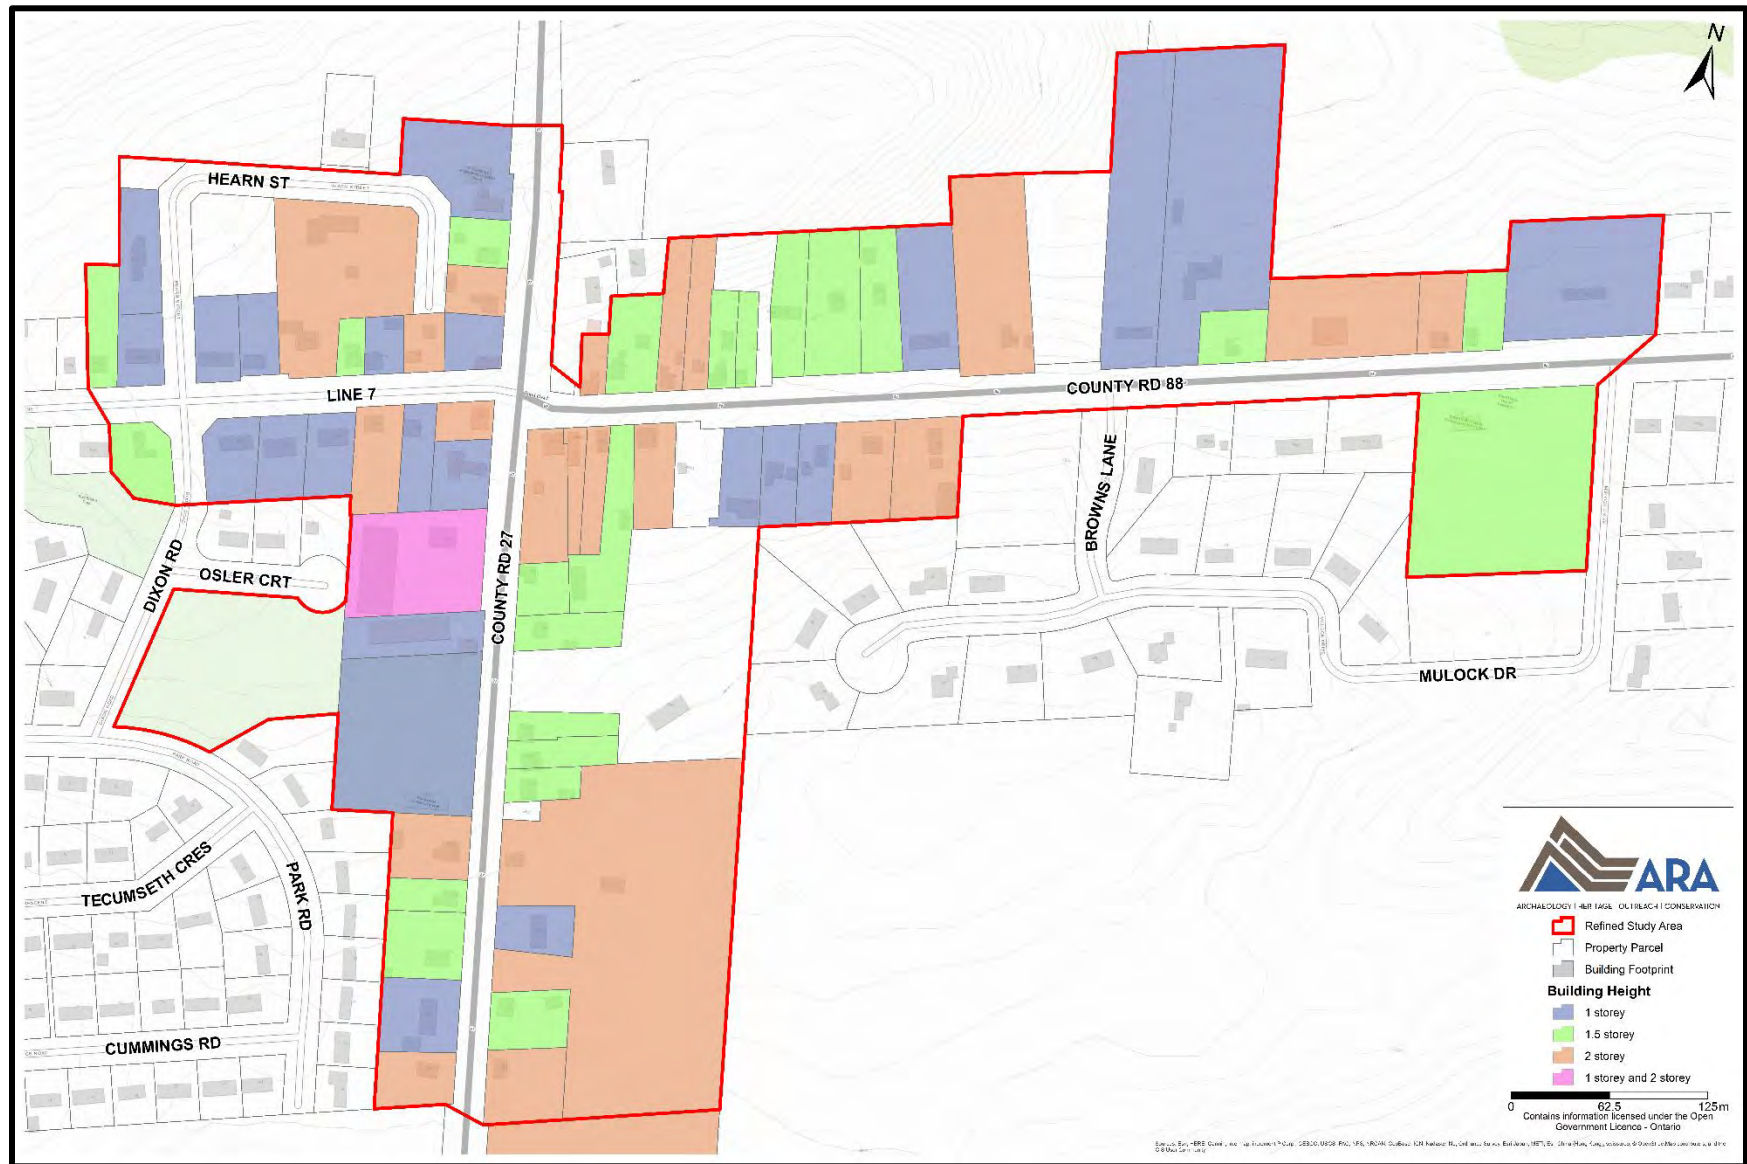 N
HEARN ST
LINE 7
COUNTY RD 88
DIXON RD
OSLER CRT
COUNTY RD 27
BROWNS LANE
MULOCK DR
TECUMSETH CRES
PARK RD
CUMMINGS RD
ARA
ARCHAEOLOGY | HERITAGE | OUTREACH | CONSERVATION
Refined Study Area
Property Parcel
Building Footprint
Building Height
1 storey
1.5 storey
2 storey
1 storey and 2 storey
0 62.5 125m
Contains information licensed under the Open
Government Licence - Ontario